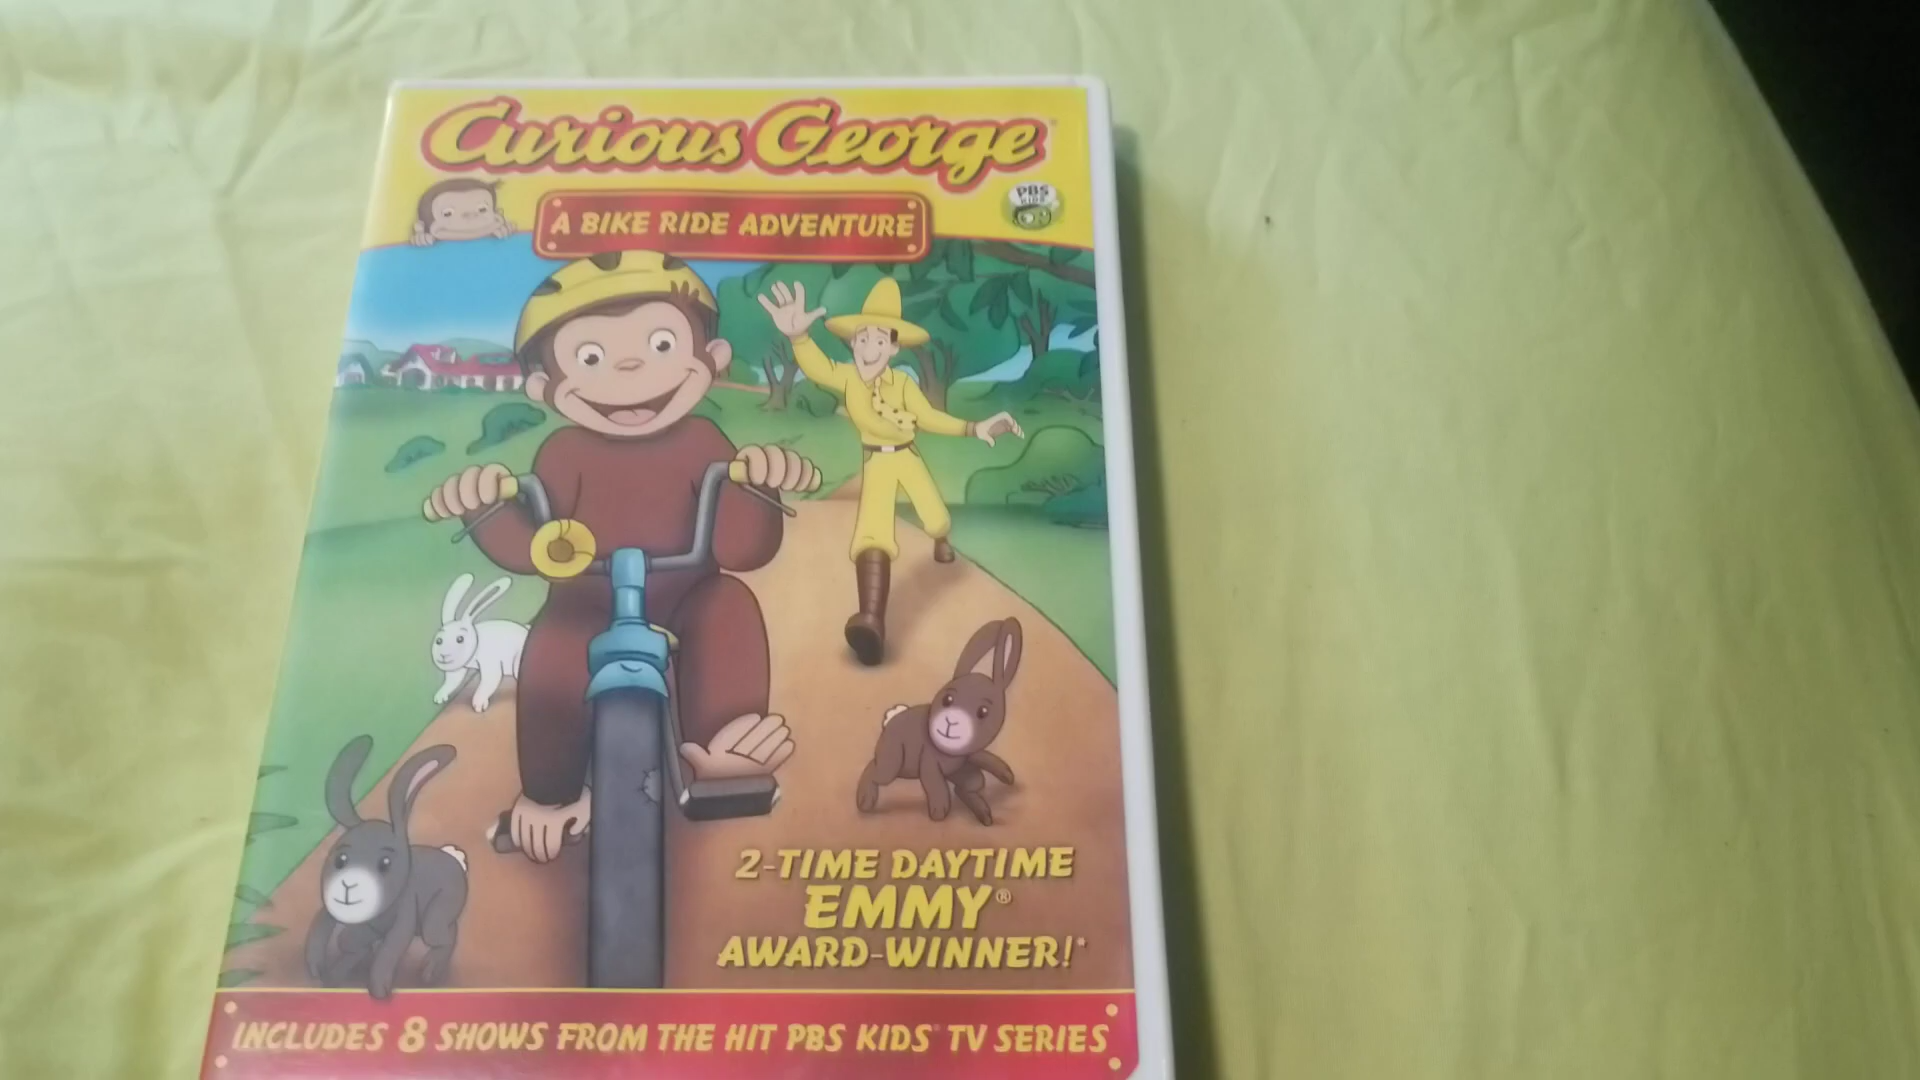 Curious George
PBS
KIDS
A BIKE RIDE ADVENTURE
2-TIME DAYTIME
EMMY®
AWARD-WINNER!*
INCLUDES 8 SHOWS FROM THE HIT PBS KIDS® TV SERIES